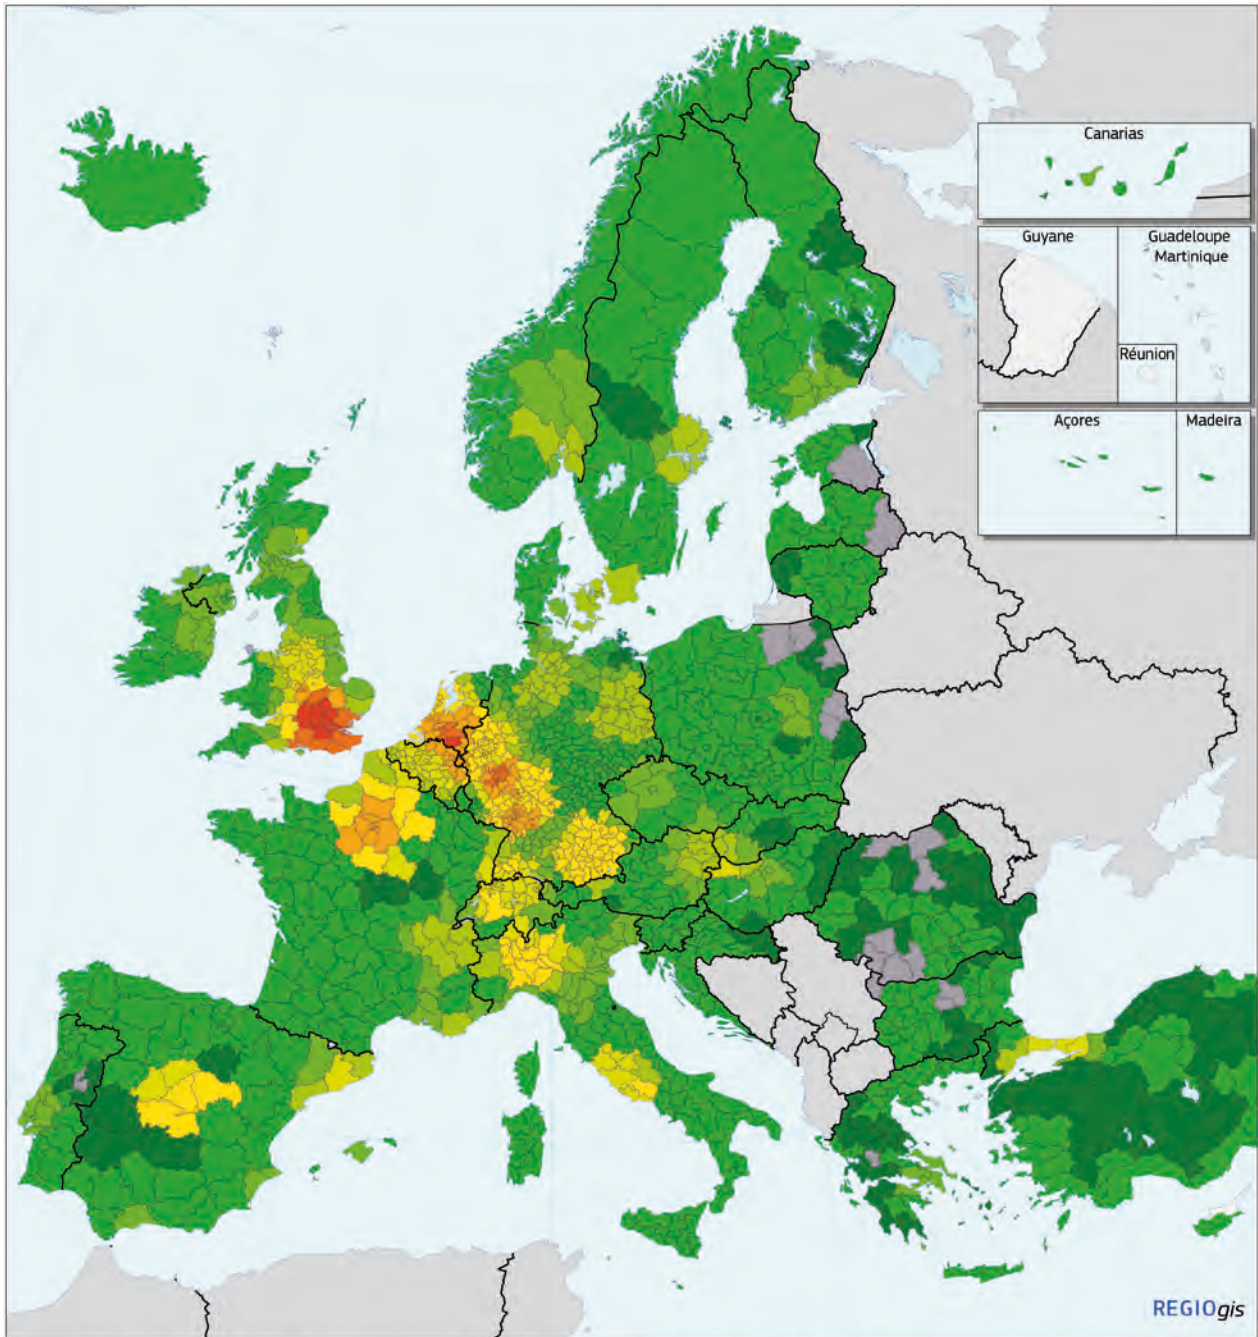 Canarias
Guyane
Guadeloupe
Martinique
Réunion
Açores
Madeira
REGIOgis